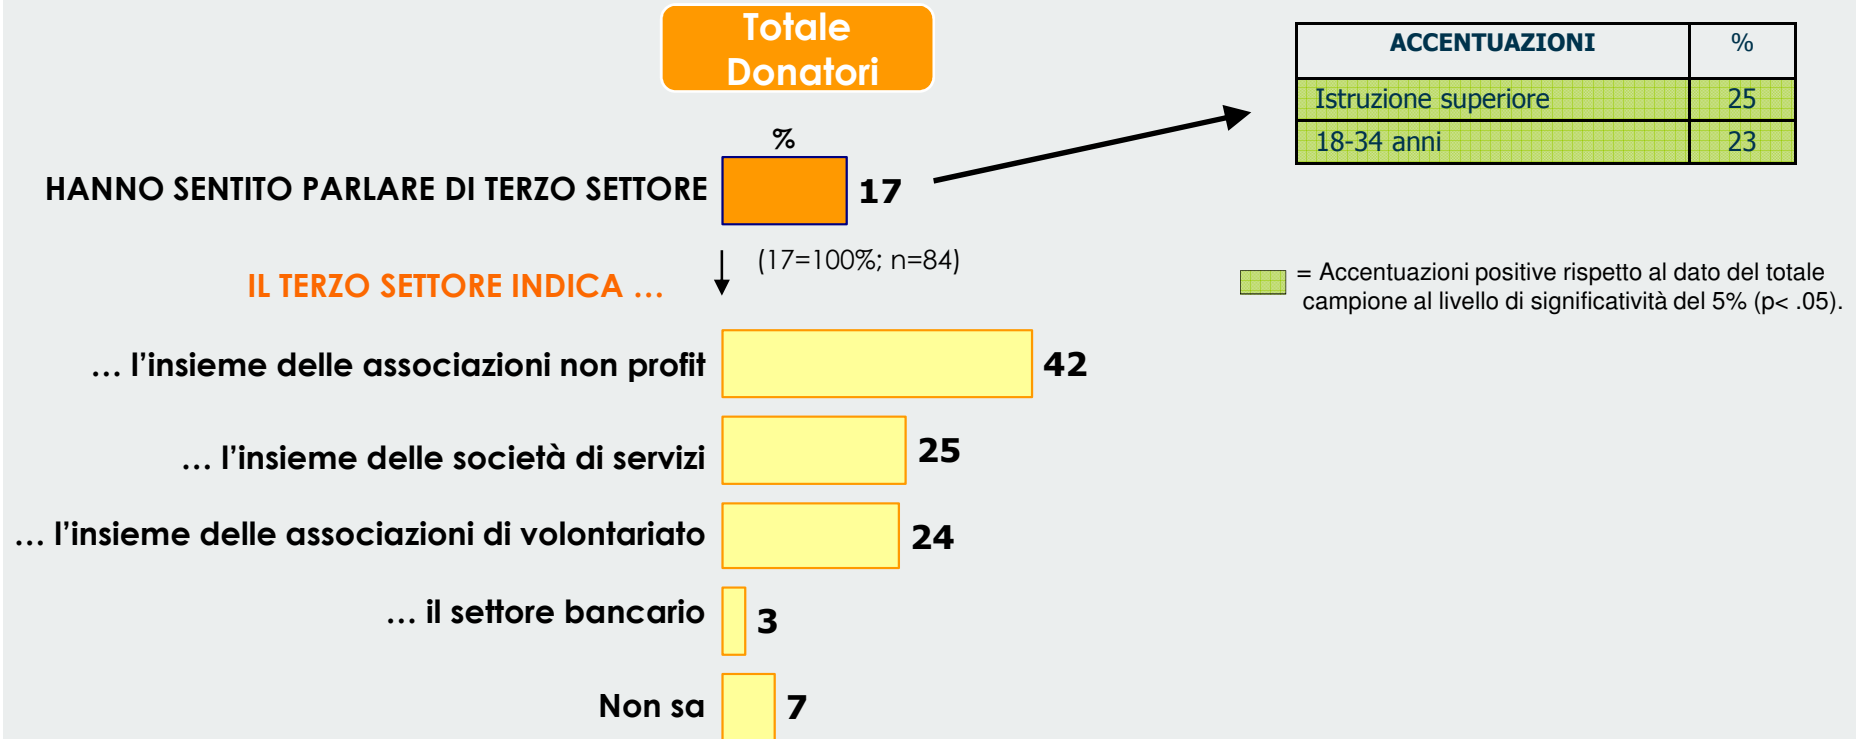 Totale
Donatori
ACCENTUAZIONI %
Istruzione superiore 25
18-34 anni 23
%
HANNO SENTITO PARLARE DI TERZO SETTORE 17
(17=100%; n=84)
IL TERZO SETTORE INDICA …
= Accentuazioni positive rispetto al dato del totale
campione al livello di significatività del 5% (p< .05).
… l’insieme delle associazioni non profit 42
… l’insieme delle società di servizi 25
… l’insieme delle associazioni di volontariato 24
… il settore bancario 3
Non sa 7